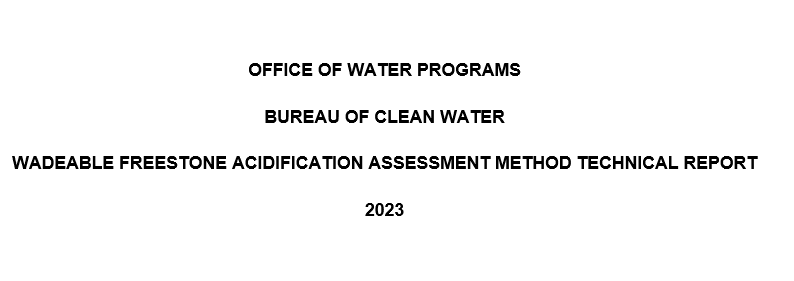 OFFICE OF WATER PROGRAMS
BUREAU OF CLEAN WATER
WADEABLE FREESTONE ACIDIFICATION ASSESSMENT METHOD TECHNICAL REPORT
2023